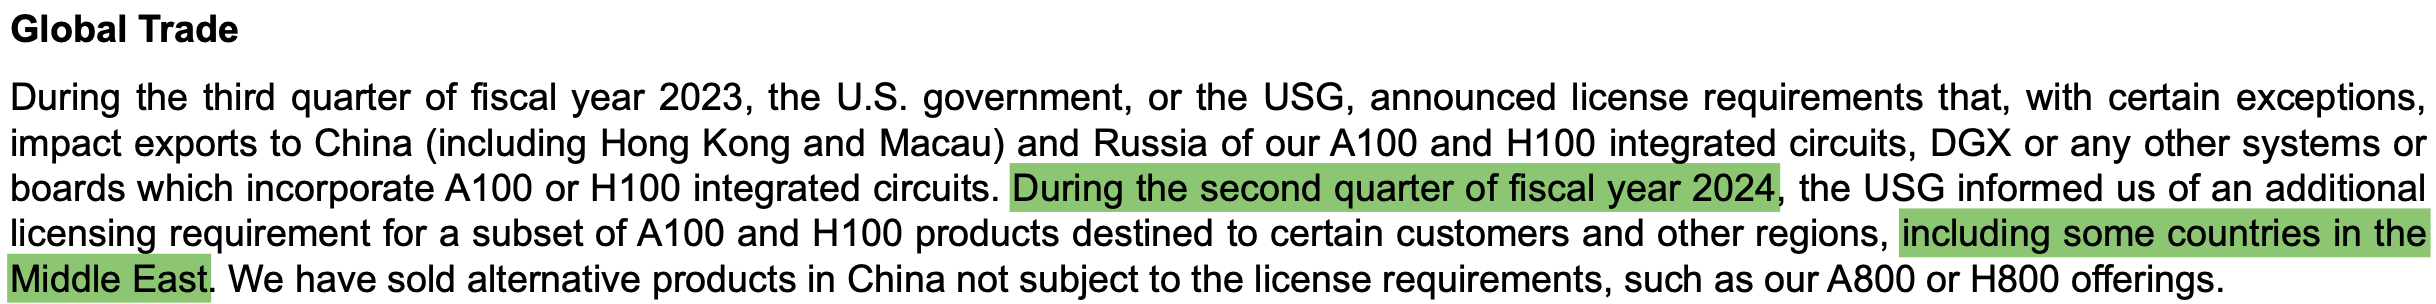 Global Trade
During the third quarter of fiscal year 2023, the U.S. government, or the USG, announced license requirements that, with certain exceptions,
impact exports to China (including Hong Kong and Macau) and Russia of our A100 and H100 integrated circuits, DGX or any other systems or
boards which incorporate A100 or H100 integrated circuits. During the second quarter of fiscal year 2024, the USG informed us of an additional
licensing requirement for a subset of A100 and H100 products destined to certain customers and other regions, including some countries in the
Middle East. We have sold alternative products in China not subject to the license requirements, such as our A800 or H800 offerings.